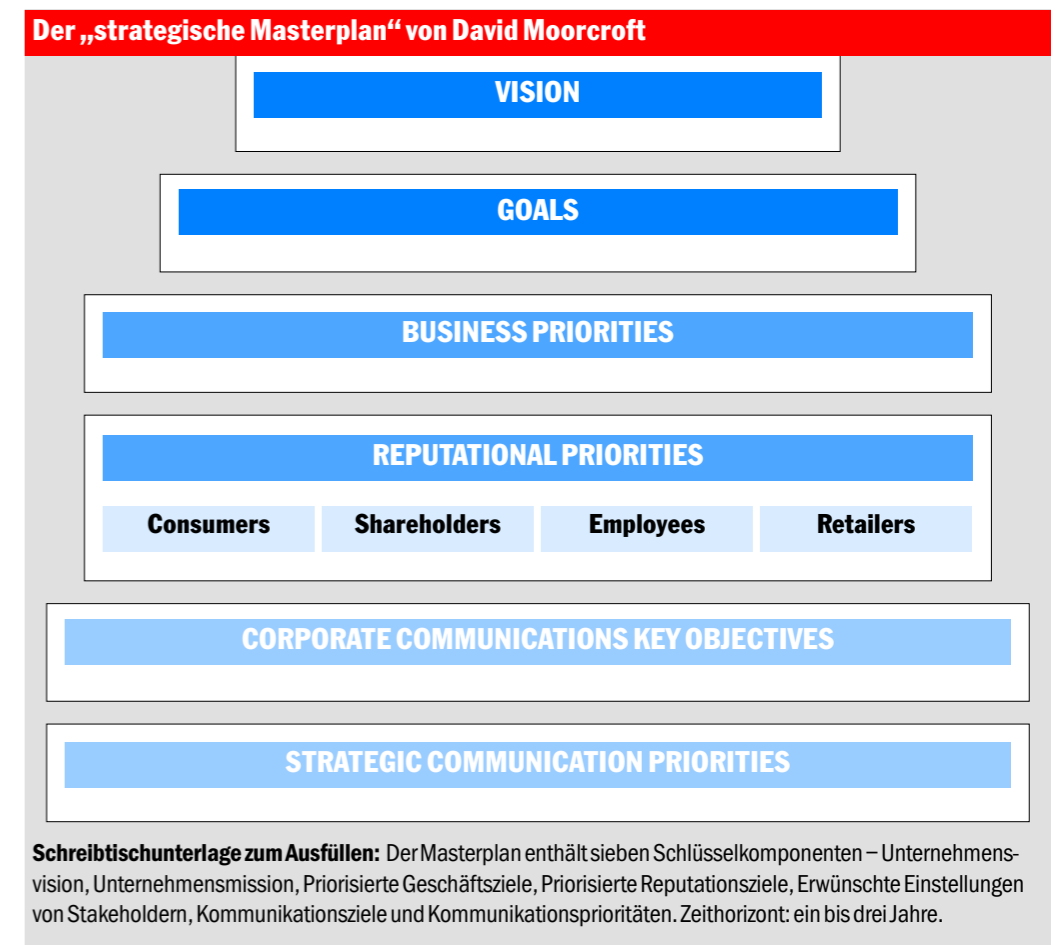 Der „strategische Masterplan“ von David Moorcroft
VISION
GOALS
BUSINESS PRIORITIES
REPUTATIONAL PRIORITIES
Consumers Shareholders Employees Retailers
CORPORATE COMMUNICATIONS KEY OBJECTIVES
STRATEGIC COMMUNICATION PRIORITIES
Schreibtischunterlage zum Ausfüllen: Der Masterplan enthält sieben Schlüsselkomponenten – Unternehmens-
vision, Unternehmensmission, Priorisierte Geschäftsziele, Priorisierte Reputationsziele, Erwünschte Einstellungen
von Stakeholdern, Kommunikationsziele und Kommunikationsprioritäten. Zeithorizont: ein bis drei Jahre.